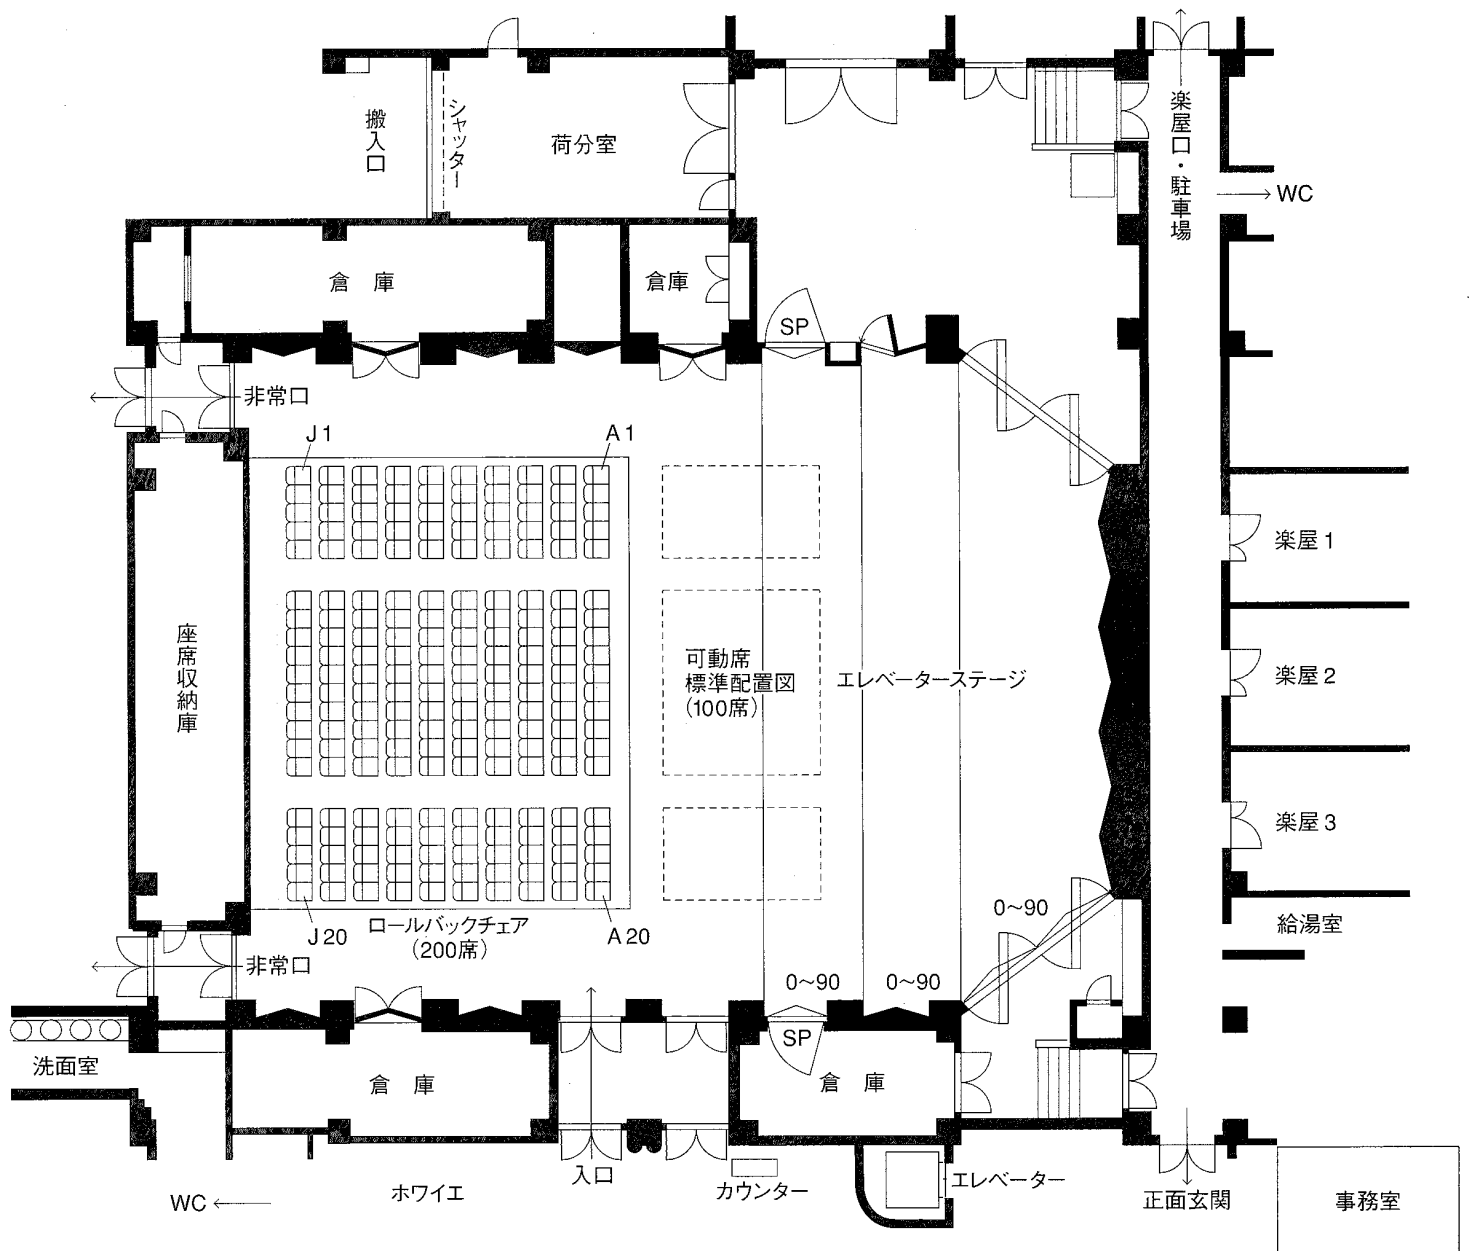 搬入口
シャッター
荷分室
楽屋口・駐車場
WC
倉 庫
倉庫
SP
非常口
J1
A1
座席収納庫
可動席
標準配置図
(100席)
エレベーターステージ
楽屋1
楽屋2
楽屋3
ロールバックチェア
(200席)
J20
A20
0~90
給湯室
非常口
0~90
0~90
SP
洗面室
倉 庫
倉 庫
入口
カウンター
エレベーター
WC
ホワイエ
正面玄関
事務室